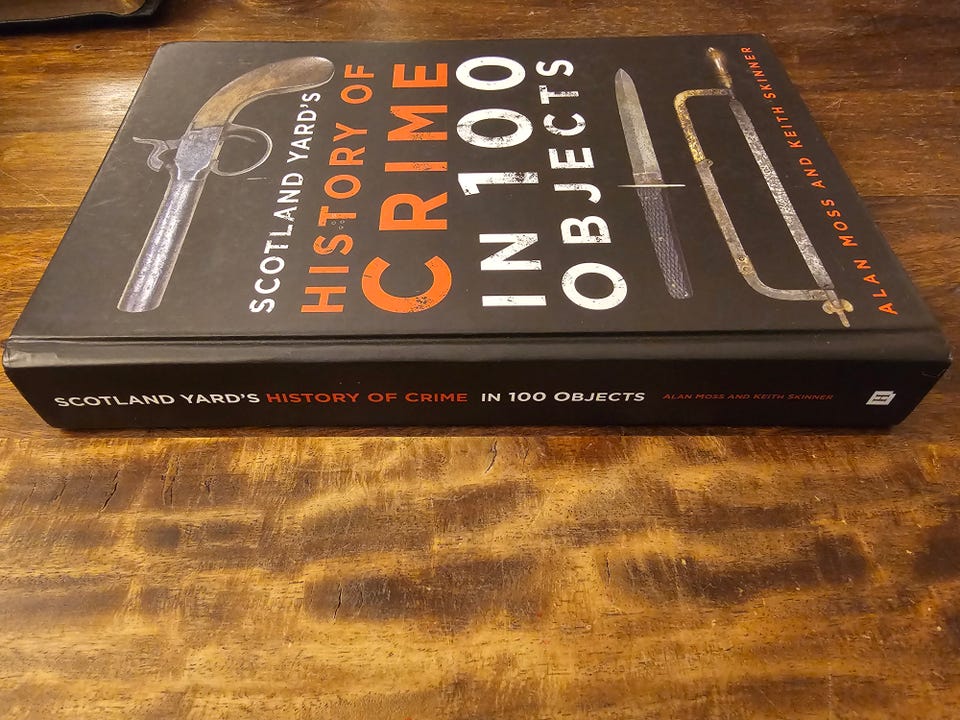 SCOTLAND YARD'S
HISTORY OF
CRIME
IN 100
OBJECTS
ALAN MOSS AND KEITH SKINNER
SCOTLAND YARD'S HISTORY OF CRIME IN 100 OBJECTS ALAN MOSS AND KEITH SKINNER H